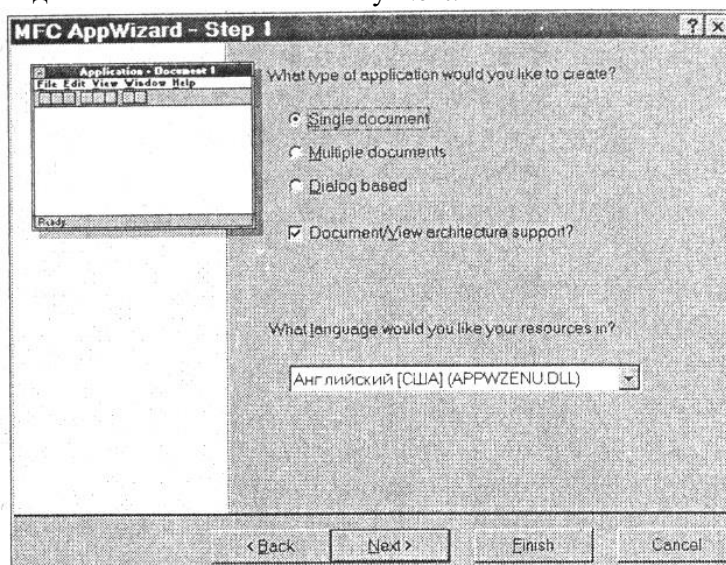 MFC AppWizard - Step 1
Application - Document 1
File Edit View Window Help
Ready
What type of application would you like to create?
Single document
Multiple documents
Dialog based
Document/View architecture support?
What language would you like your resources in?
Английский [США] (APPWZENU.DLL)
< Back Next > Finish Cancel